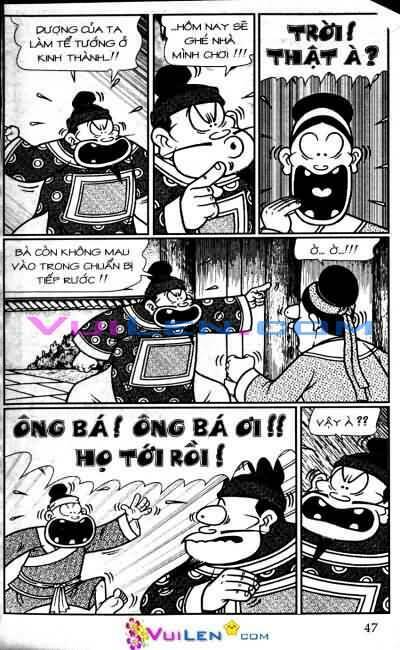 DƯỢNG CỦA TA
LÀM TỂ TƯỚNG Ở
KINH THÀNH...!!
...HÔM NAY SẼ
GHÉ NHÀ
MÌNH CHƠI !!!
TRỜI!
THẬT À?
BÀ CÒN KHÔNG MAU
VÀO TRONG CHUẨN BỊ
TIẾP RƯỚC !!
Ờ... Ờ...!!!
VUILEN.COM
ÔNG BÁ! ÔNG BÁ ƠI!!
HỌ TỚI RỒI!
VẬY À ??
47
VUILEN.COM